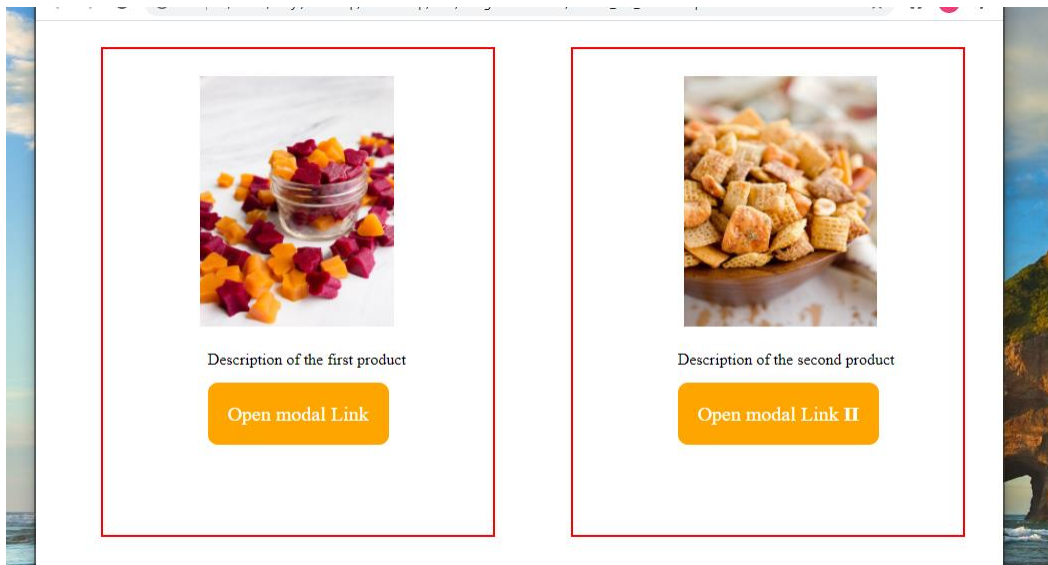 Description of the first product
Open modal Link
Description of the second product
Open modal Link II